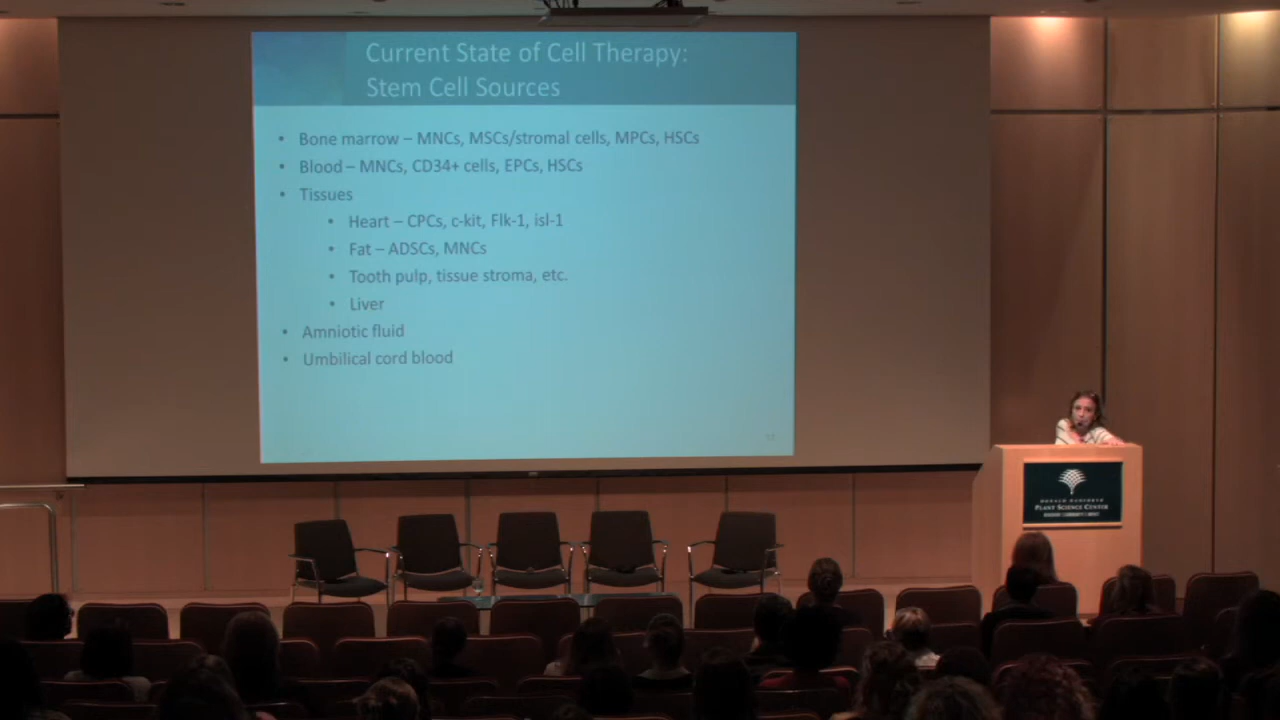 Current State of Cell Therapy:
Stem Cell Sources
• Bone marrow – MNCs, MSCs/stromal cells, MPCs, HSCs
• Blood – MNCs, CD34+ cells, EPCs, HSCs
• Tissues
• Heart – CPCs, c-kit, Flk-1, isl-1
• Fat – ADSCs, MNCs
• Tooth pulp, tissue stroma, etc.
• Liver
• Amniotic fluid
• Umbilical cord blood
DONALD DANFORTH
PLANT SCIENCE CENTER